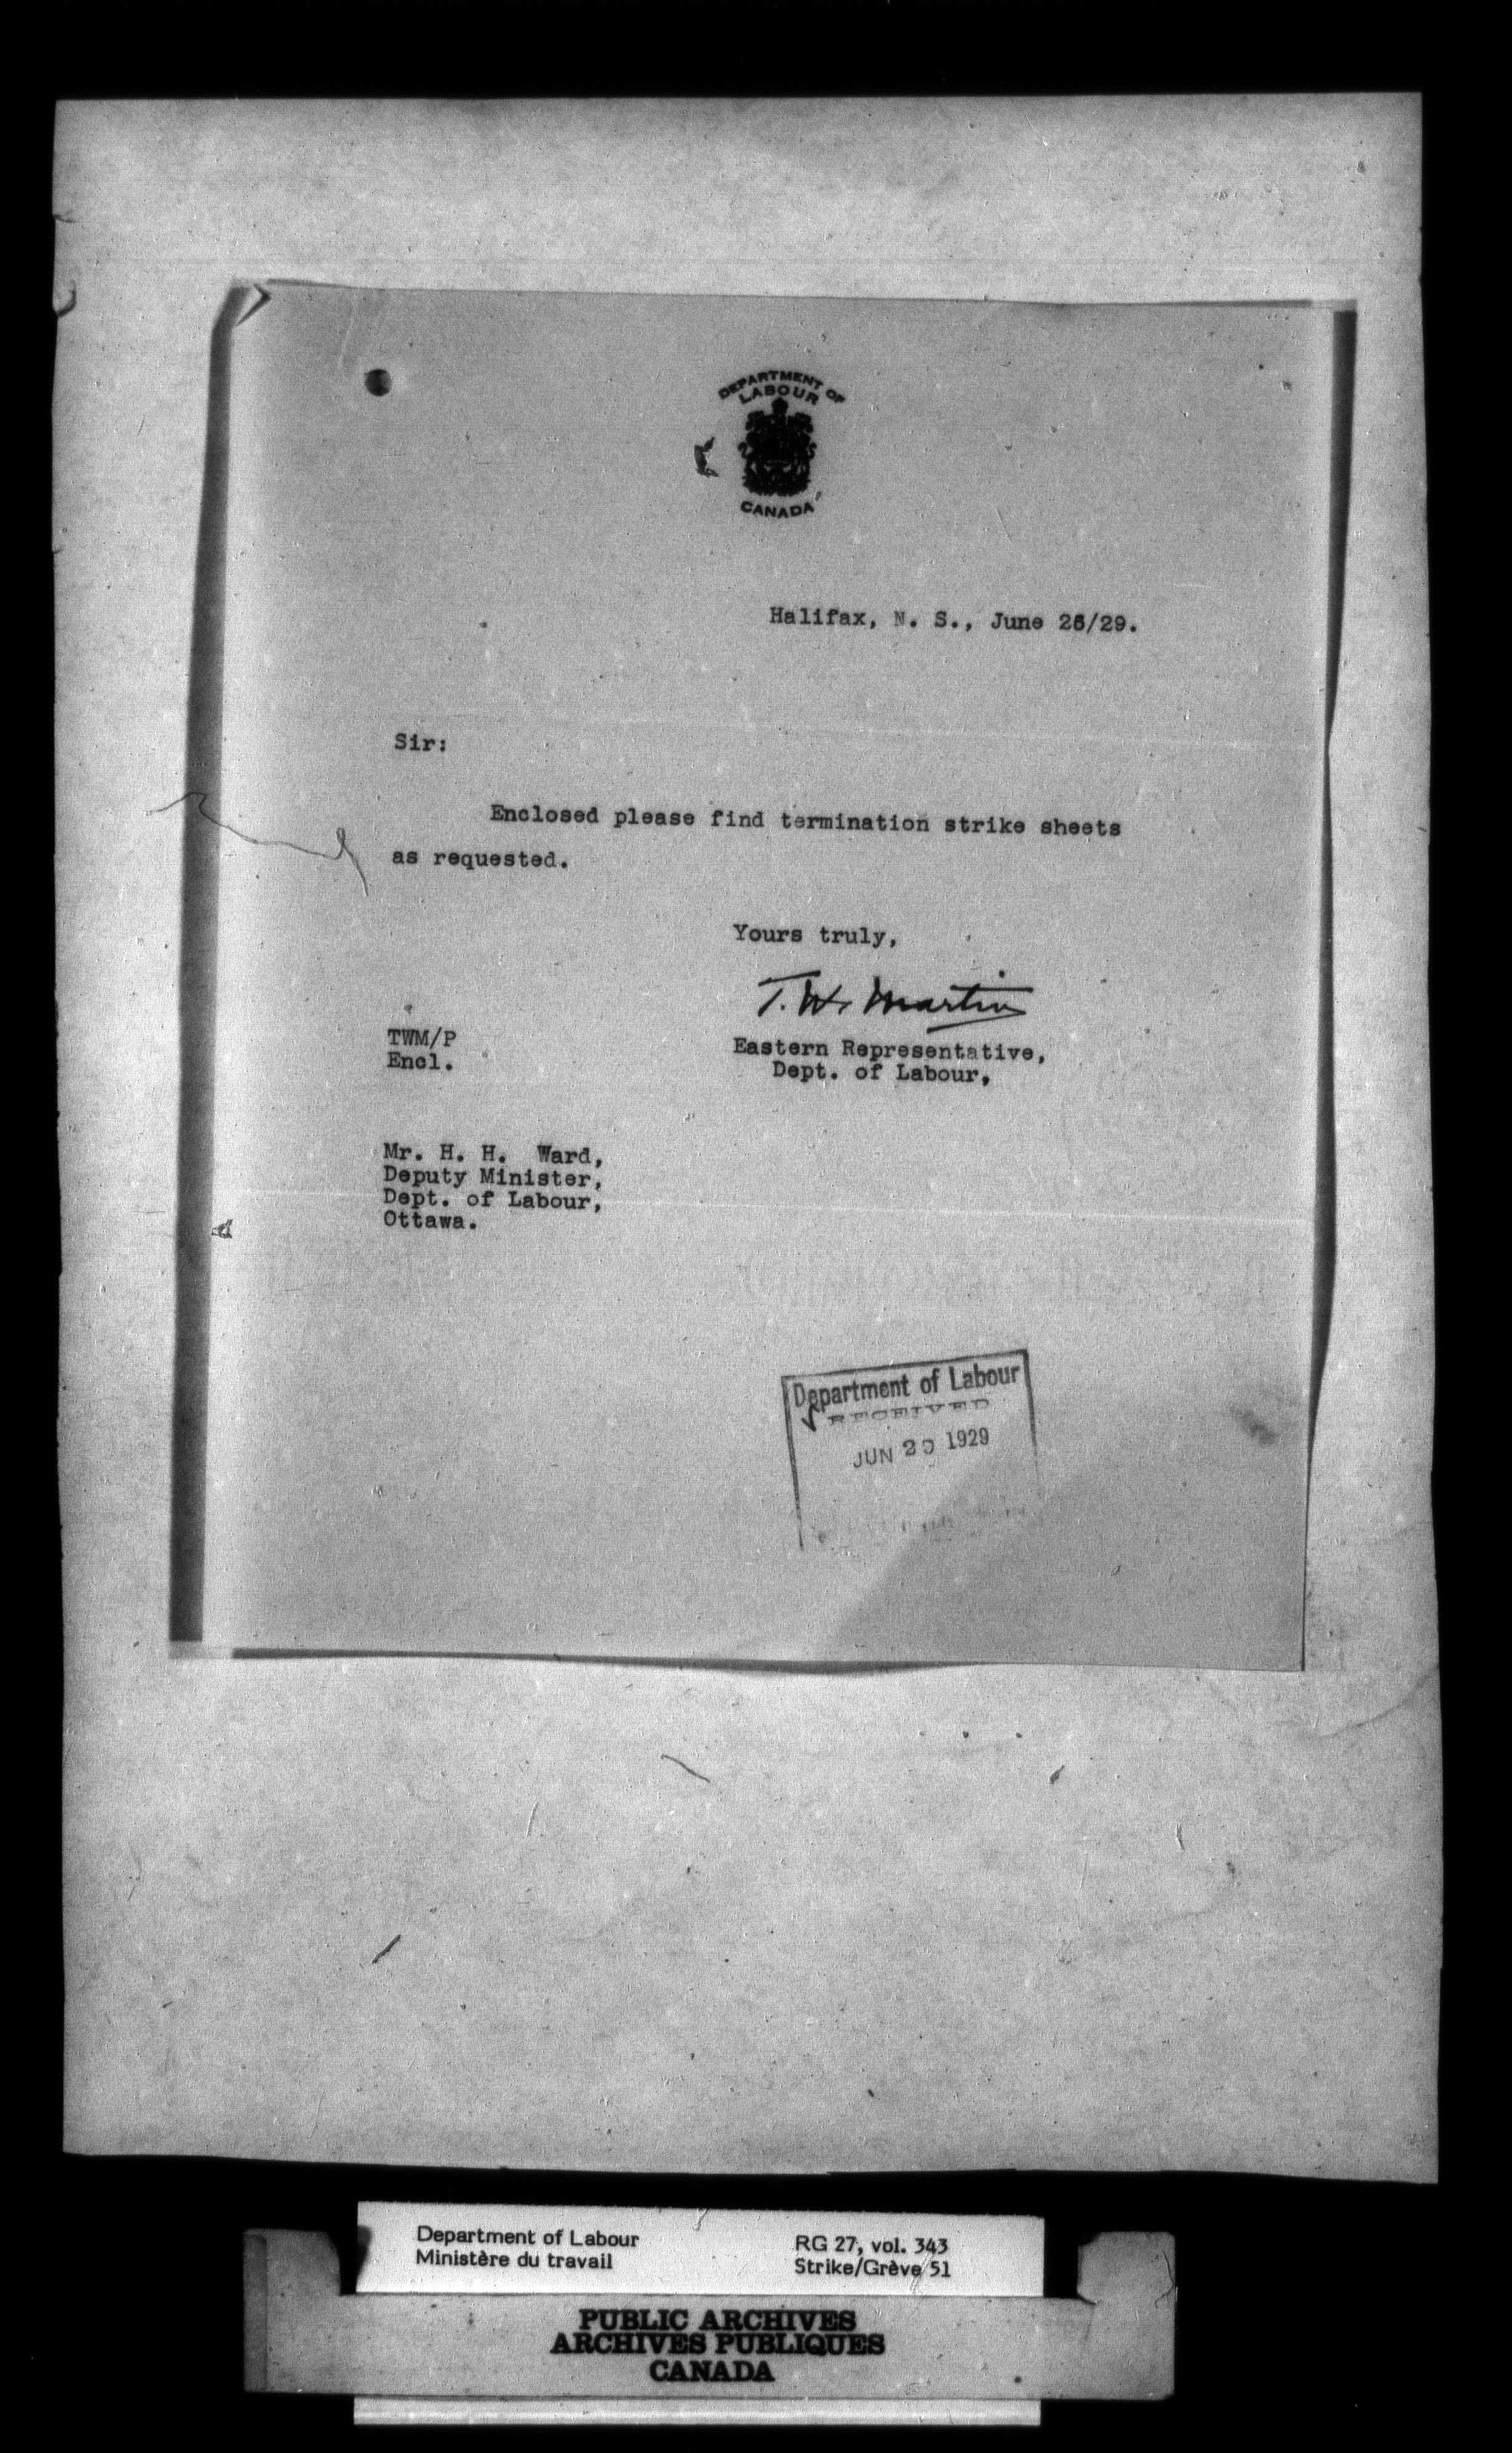 DEPARTMENT OF
LABOUR
CANADA
Halifax, N. S., June 26/29.
Sir:
Enclosed please find termination strike sheets
as requested.
Yours truly,
T. W. Martin
TWM/P
Encl.
Eastern Representative,
Dept. of Labour,
Mr. H. H. Ward,
Deputy Minister,
Dept. of Labour,
Ottawa.
Department of Labour
RECEIVED
JUN 1929
Department of Labour
Ministère du travail
RG 27, vol. 343
Strike/Grève 51
PUBLIC ARCHIVES
ARCHIVES PUBLIQUES
CANADA